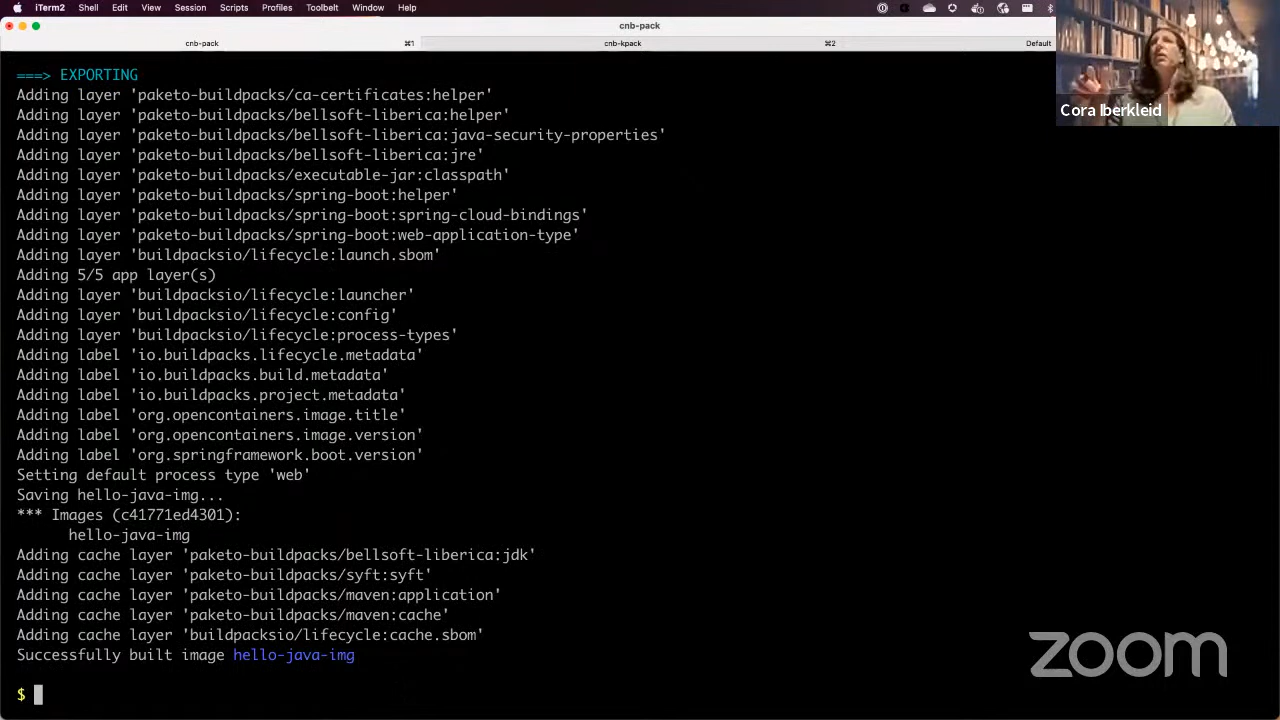 iTerm2 Shell Edit View Session Scripts Profiles Toolbelt Window Help
cnb-pack
cnb-pack ⌘1 cnb-kpack ⌘2 Default
===> EXPORTING
Adding layer 'paketo-buildpacks/ca-certificates:helper'
Adding layer 'paketo-buildpacks/bellsoft-liberica:helper'
Adding layer 'paketo-buildpacks/bellsoft-liberica:java-security-properties'
Adding layer 'paketo-buildpacks/bellsoft-liberica:jre'
Adding layer 'paketo-buildpacks/executable-jar:classpath'
Adding layer 'paketo-buildpacks/spring-boot:helper'
Adding layer 'paketo-buildpacks/spring-boot:spring-cloud-bindings'
Adding layer 'paketo-buildpacks/spring-boot:web-application-type'
Adding layer 'buildpacksio/lifecycle:launch.sbom'
Adding 5/5 app layer(s)
Adding layer 'buildpacksio/lifecycle:launcher'
Adding layer 'buildpacksio/lifecycle:config'
Adding layer 'buildpacksio/lifecycle:process-types'
Adding label 'io.buildpacks.lifecycle.metadata'
Adding label 'io.buildpacks.build.metadata'
Adding label 'io.buildpacks.project.metadata'
Adding label 'org.opencontainers.image.title'
Adding label 'org.opencontainers.image.version'
Adding label 'org.springframework.boot.version'
Setting default process type 'web'
Saving hello-java-img...
*** Images (c41771ed4301):
hello-java-img
Adding cache layer 'paketo-buildpacks/bellsoft-liberica:jdk'
Adding cache layer 'paketo-buildpacks/syft:syft'
Adding cache layer 'paketo-buildpacks/maven:application'
Adding cache layer 'paketo-buildpacks/maven:cache'
Adding cache layer 'buildpacksio/lifecycle:cache.sbom'
Successfully built image hello-java-img
$
Cora Iberkleid
zoom